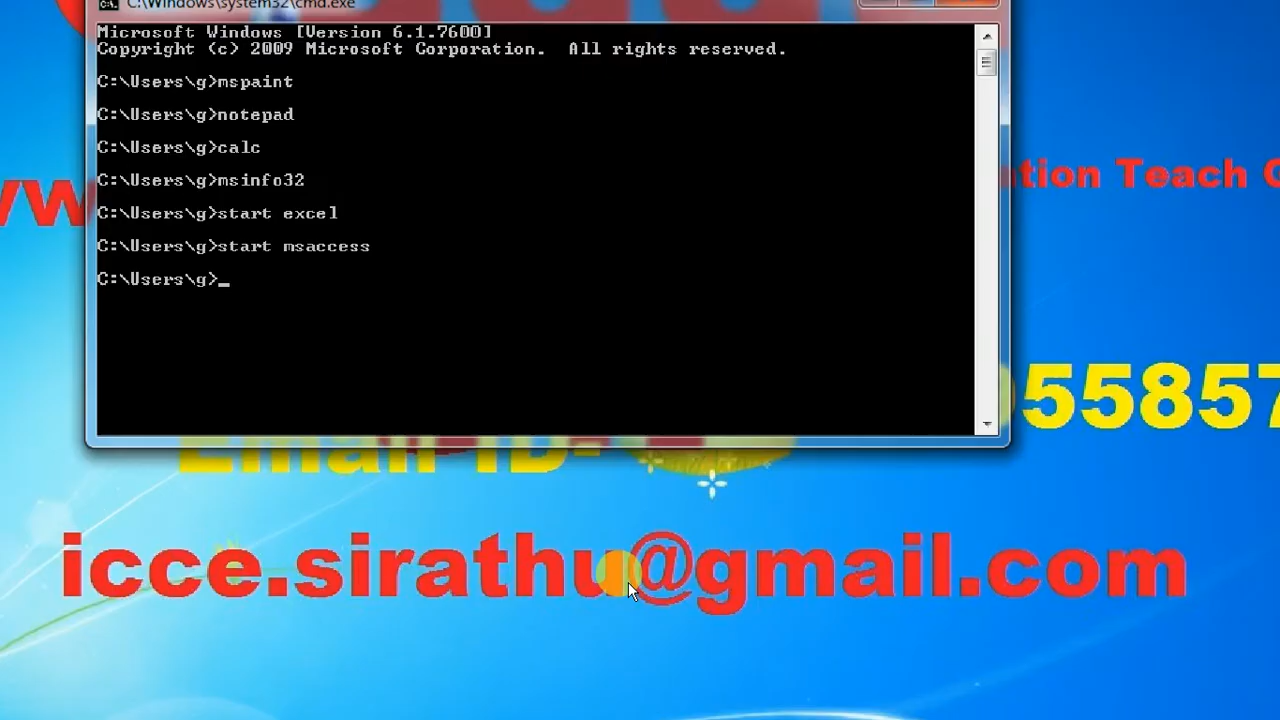 C:\Windows\system32\cmd.exe
Microsoft Windows [Version 6.1.7600]
Copyright (c) 2009 Microsoft Corporation.  All rights reserved.
C:\Users\g>mspaint
C:\Users\g>notepad
C:\Users\g>calc
C:\Users\g>msinfo32
C:\Users\g>start excel
C:\Users\g>start msaccess
C:\Users\g>_
Teach
55857
Email ID-
icce.sirathu@gmail.com